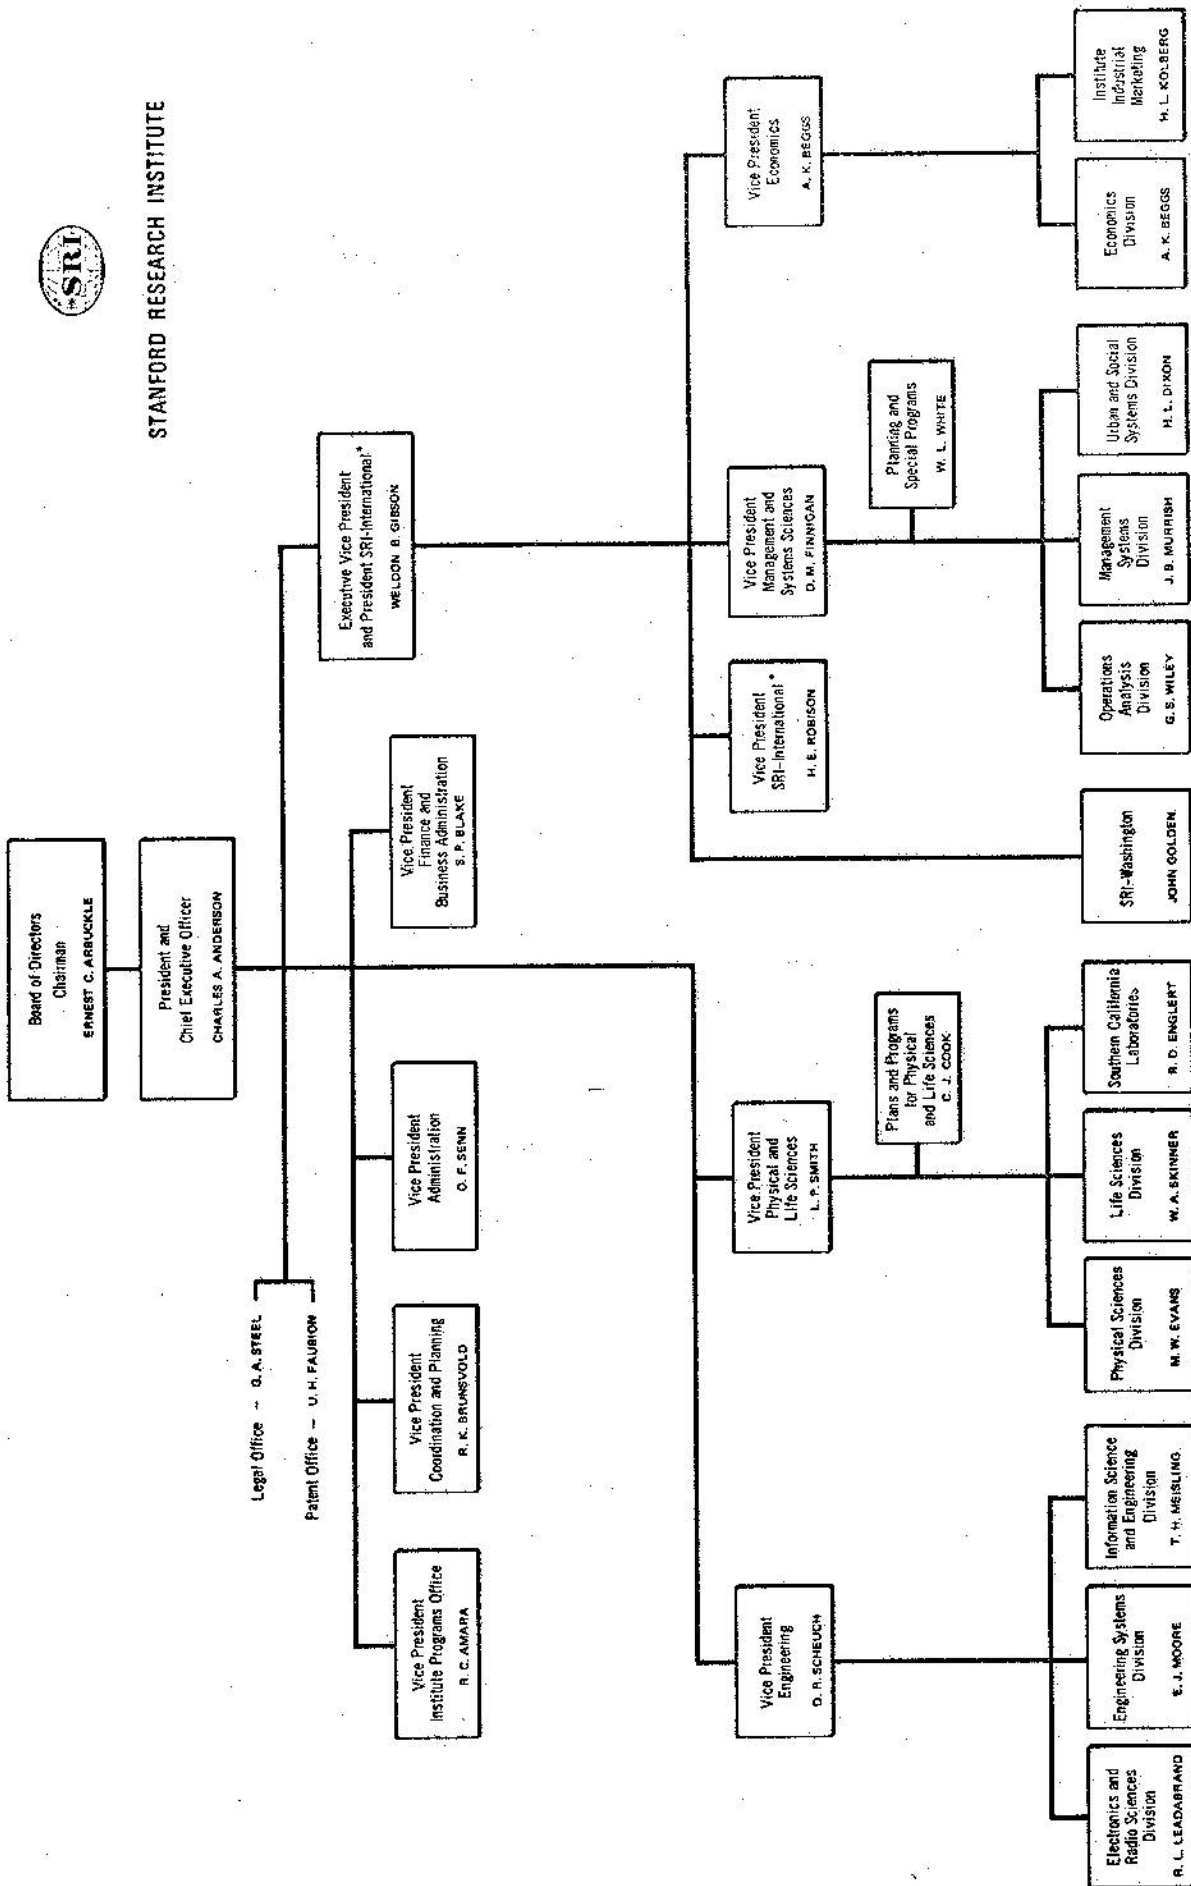 SRI
STANFORD RESEARCH INSTITUTE
Board of Directors
Chairman
ERNEST C. ARBUCKLE
President and
Chief Executive Officer
CHARLES A. ANDERSON
Legal Office - G. A. STEEL
Patent Office - U. H. FAUBION
Executive Vice President
and President SRI-International*
WELDON B. GIBSON
Vice President
Institute Programs Office
R. C. AMARA
Vice President
Coordination and Planning
R. K. BRUNSVOLD
Vice President
Administration
O. F. SENN
Vice President
Finance and
Business Administration
S. P. BLAKE
Vice President
Engineering
D. R. SCHEUCH
Vice President
Physical and
Life Sciences
L. P. SMITH
Vice President
SRI-International*
H. E. ROBISON
Vice President
Management and
Systems Sciences
D. M. FINNIGAN
Vice President
Economics
A. K. BEGGS
Plans and Programs
for Physical
and Life Sciences
C. J. COOK
Planning and
Special Programs
W. L. WHITE
Electronics and
Radio Sciences
Division
R. L. LEADABRAND
Engineering Systems
Division
E. J. MOORE
Information Science
and Engineering
Division
T. H. MEISLING
Physical Sciences
Division
M. W. EVANS
Life Sciences
Division
W. A. SKINNER
Southern California
Laboratories
R. D. ENGLERT
SRI-Washington
JOHN GOLDEN
Operations
Analysis
Division
G. S. WILEY
Management
Systems
Division
J. B. MURRISH
Urban and Social
Systems Division
H. L. DIXON
Economics
Division
A. K. BEGGS
Institute
Industrial
Marketing
H. L. KOLBERG